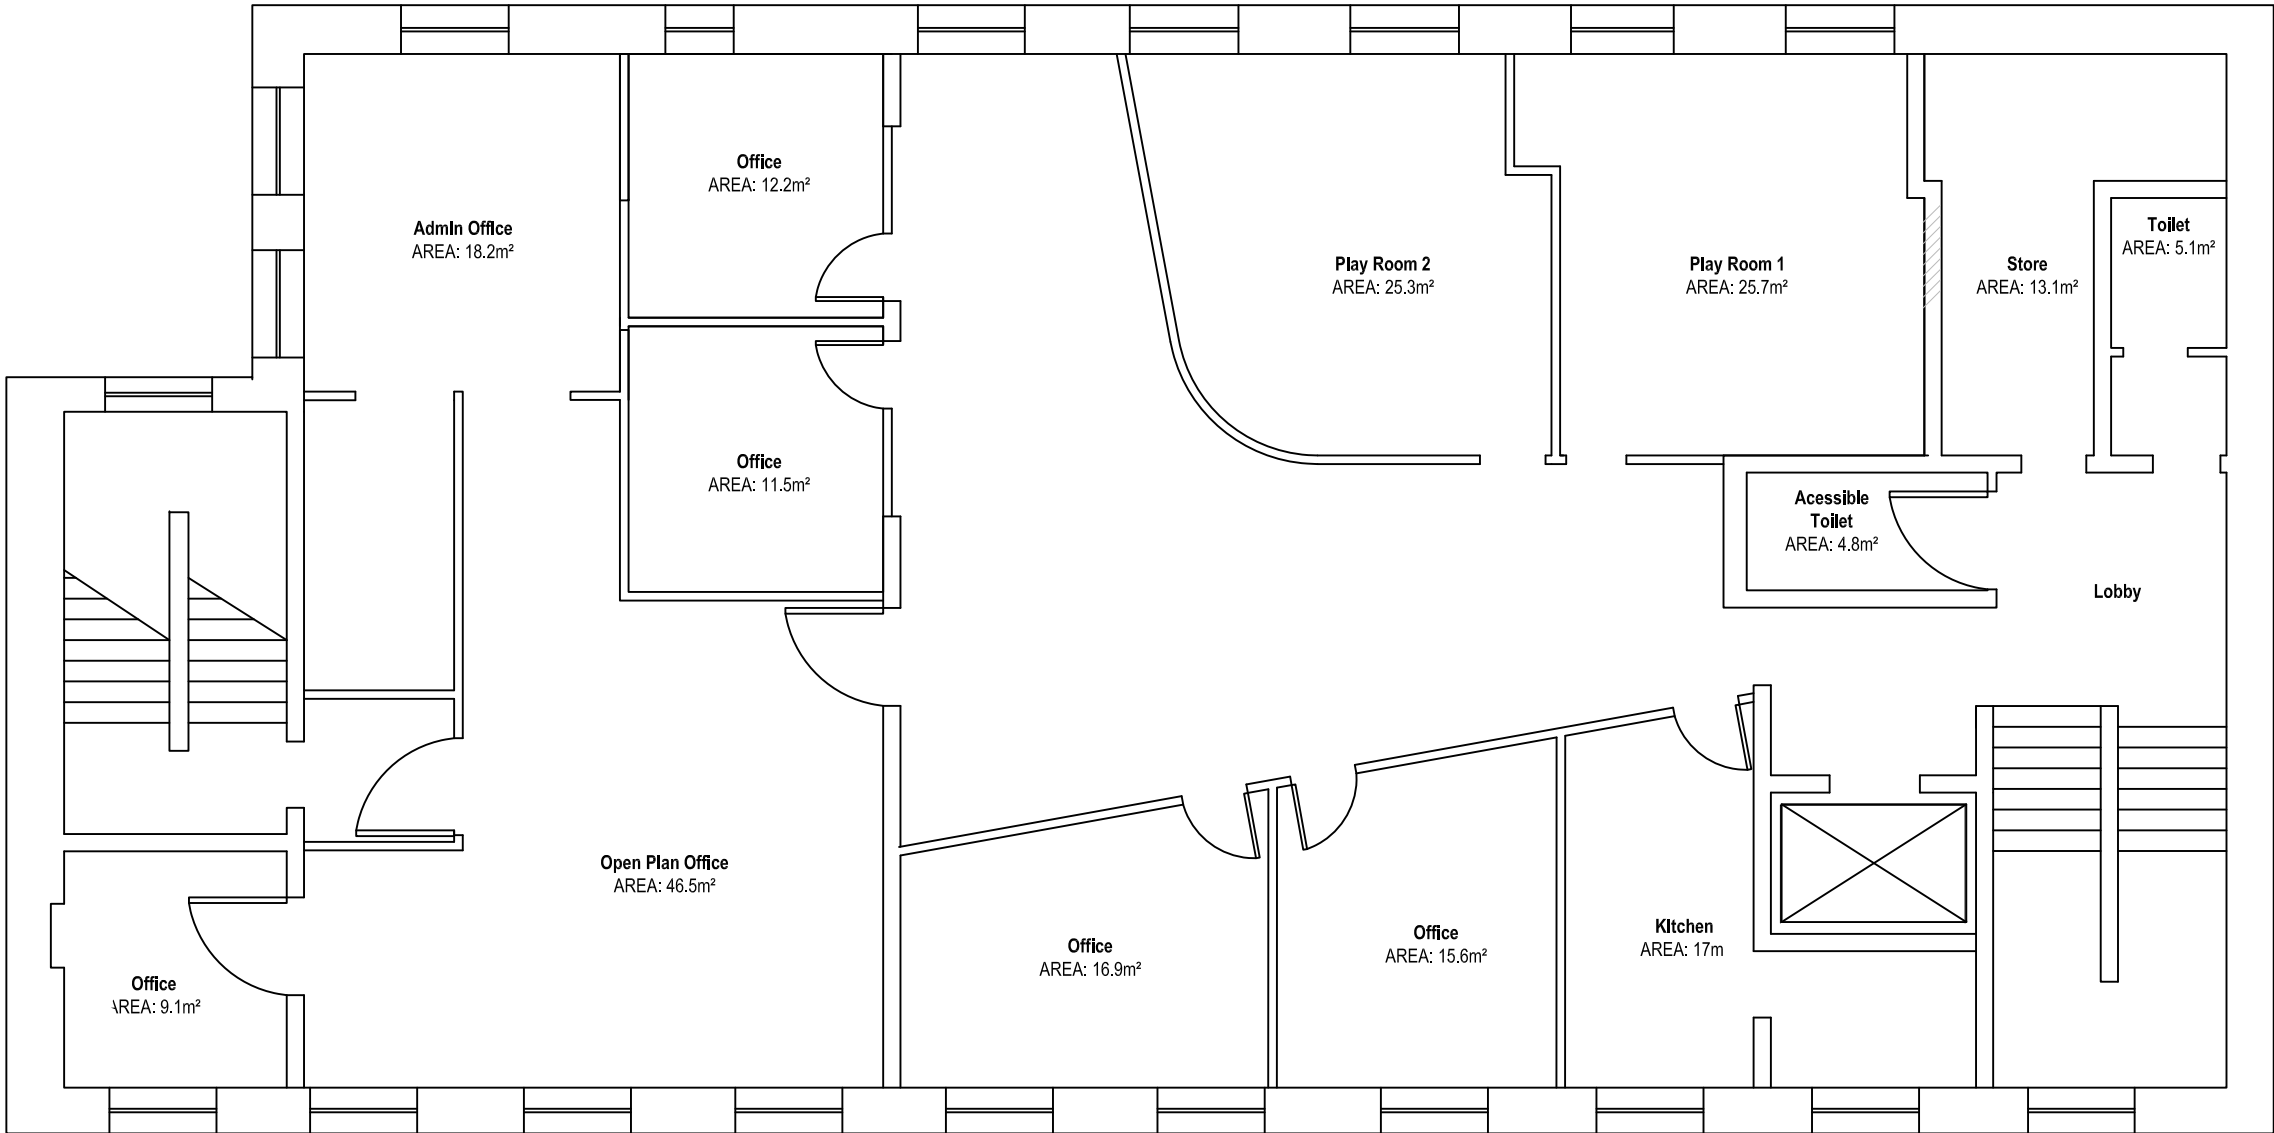 Office
AREA: 12.2m²
Admin Office
AREA: 18.2m²
Play Room 2
AREA: 25.3m²
Play Room 1
AREA: 25.7m²
Store
AREA: 13.1m²
Toilet
AREA: 5.1m²
Office
AREA: 11.5m²
Acessible
Toilet
AREA: 4.8m²
Lobby
Open Plan Office
AREA: 46.5m²
Office
AREA: 16.9m²
Office
AREA: 15.6m²
Kitchen
AREA: 17m
Office
AREA: 9.1m²